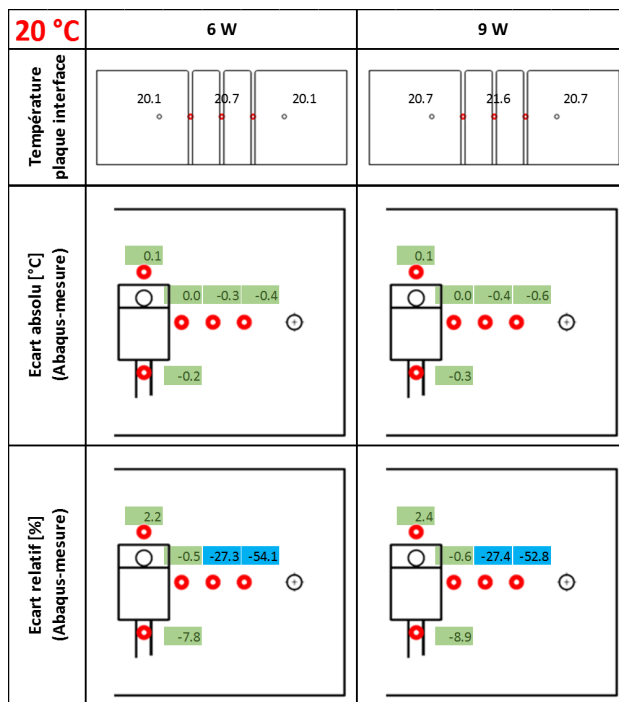 20 °C
6 W
9 W
Température
plaque interface
20.1 20.7 20.1
20.7 21.6 20.7
Ecart absolu [°C]
(Abaqus-mesure)
0.1
0.0 -0.3 -0.4
-0.2
0.1
0.0 -0.4 -0.6
-0.3
Ecart relatif [%]
(Abaqus-mesure)
2.2
-0.5 -27.3 -54.1
-7.8
2.4
-0.6 -27.4 -52.8
-8.9